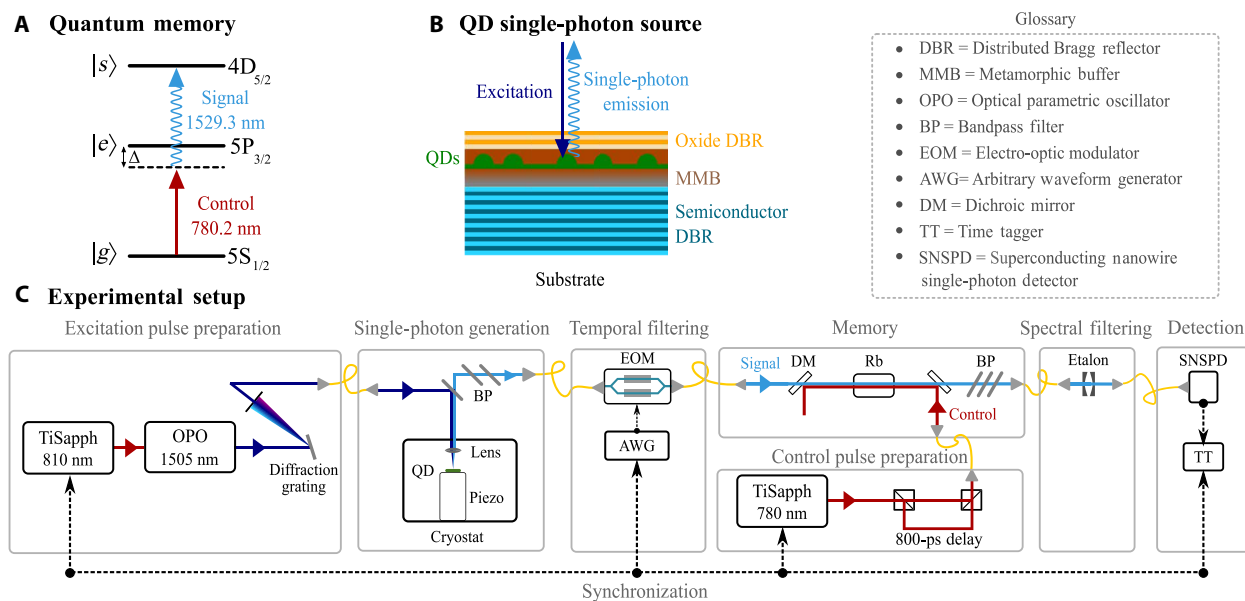 A Quantum memory
|s⟩
4D5/2
Signal
1529.3 nm
|e⟩
5P3/2
Δ
Control
780.2 nm
|g⟩
5S1/2
B QD single-photon source
Excitation
Single-photon
emission
Oxide DBR
QDs
MMB
Semiconductor
DBR
Substrate
Glossary
• DBR = Distributed Bragg reflector
• MMB = Metamorphic buffer
• OPO = Optical parametric oscillator
• BP = Bandpass filter
• EOM = Electro-optic modulator
• AWG= Arbitrary waveform generator
• DM = Dichroic mirror
• TT = Time tagger
• SNSPD = Superconducting nanowire
single-photon detector
C Experimental setup
Excitation pulse preparation
TiSapph
810 nm
OPO
1505 nm
Diffraction
grating
Single-photon generation
BP
Lens
QD
Piezo
Cryostat
Temporal filtering
EOM
AWG
Memory
Signal
DM
Rb
BP
Control
Control pulse preparation
TiSapph
780 nm
800-ps delay
Spectral filtering
Etalon
Detection
SNSPD
TT
Synchronization